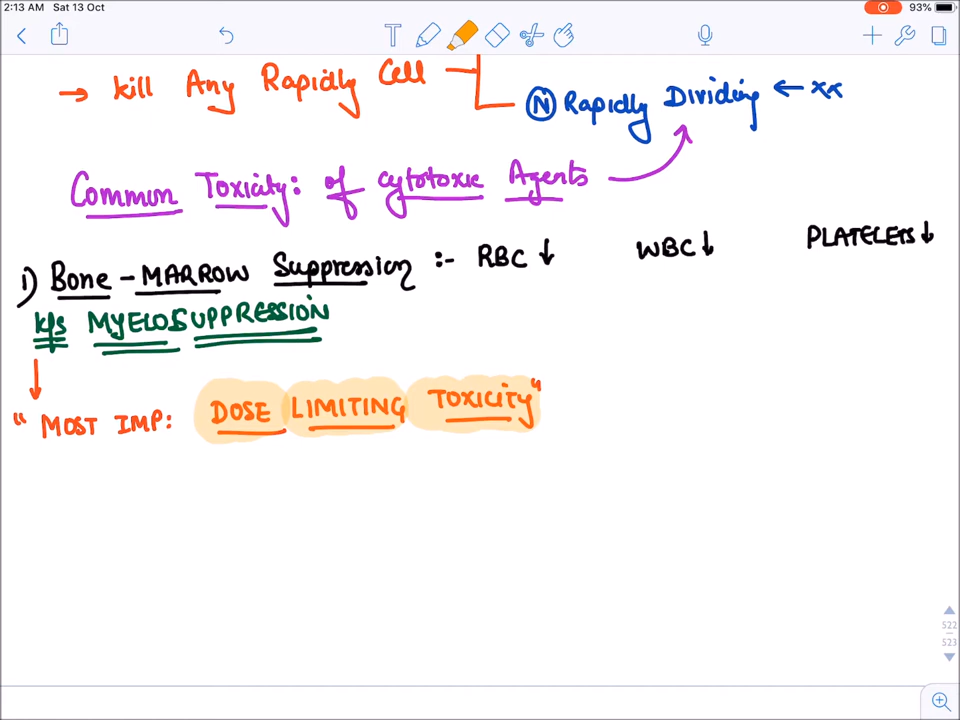 2:13 AM Sat 13 Oct 93%
→ kill Any Rapidly Cell
Ⓝ Rapidly Dividing ← xx
Common Toxicity: of cytotoxic Agents
1) Bone - MARROW Suppression :- RBC ↓ WBC ↓ PLATELETS ↓
k/s MYELOSUPPRESSION
↓
"MOST IMP: DOSE LIMITING TOXICITY"
522
523